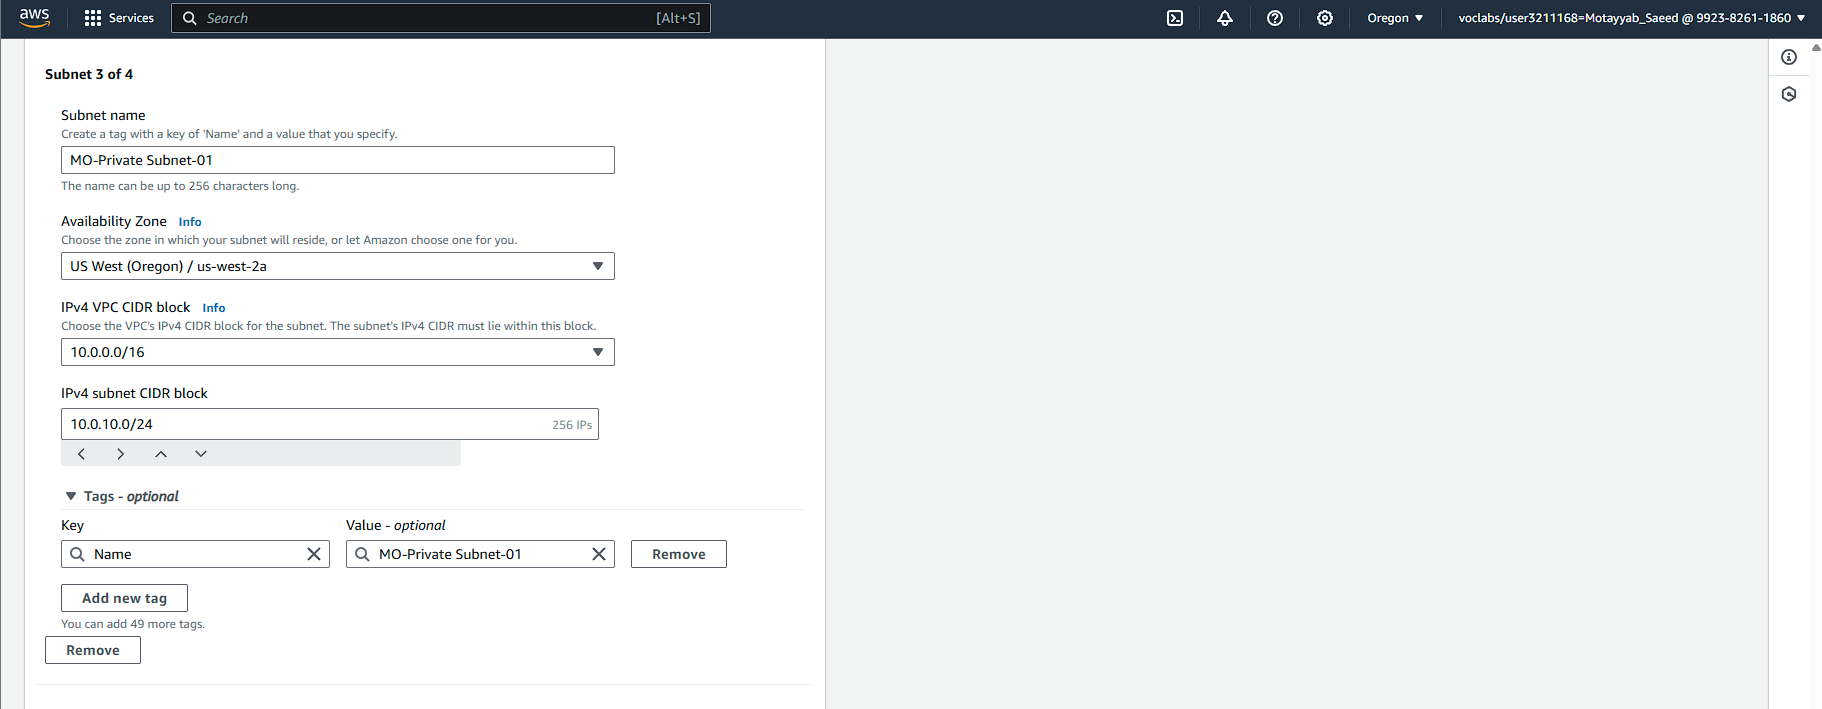 aws
Services
Search [Alt+S]
Oregon
voclabs/user3211168=Motayyab_Saeed @ 9923-8261-1860
Subnet 3 of 4
Subnet name
Create a tag with a key of 'Name' and a value that you specify.
MO-Private Subnet-01
The name can be up to 256 characters long.
Availability Zone Info
Choose the zone in which your subnet will reside, or let Amazon choose one for you.
US West (Oregon) / us-west-2a
IPv4 VPC CIDR block Info
Choose the VPC's IPv4 CIDR block for the subnet. The subnet's IPv4 CIDR must lie within this block.
10.0.0.0/16
IPv4 subnet CIDR block
10.0.10.0/24 256 IPs
Tags - optional
Key Value - optional
Name MO-Private Subnet-01 Remove
Add new tag
You can add 49 more tags.
Remove